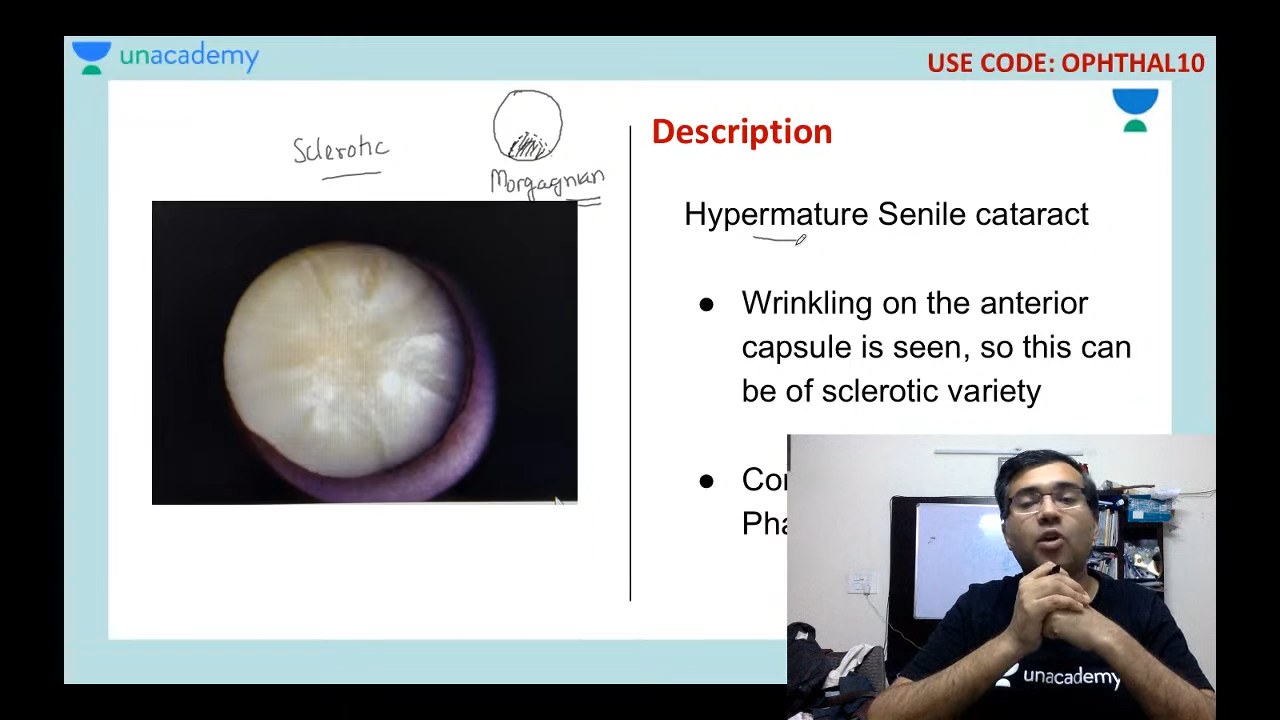 unacademy
USE CODE: OPHTHAL10
Sclerotic
Morgagnian
Description
Hypermature Senile cataract
● Wrinkling on the anterior
capsule is seen, so this can
be of sclerotic variety
●
unacademy